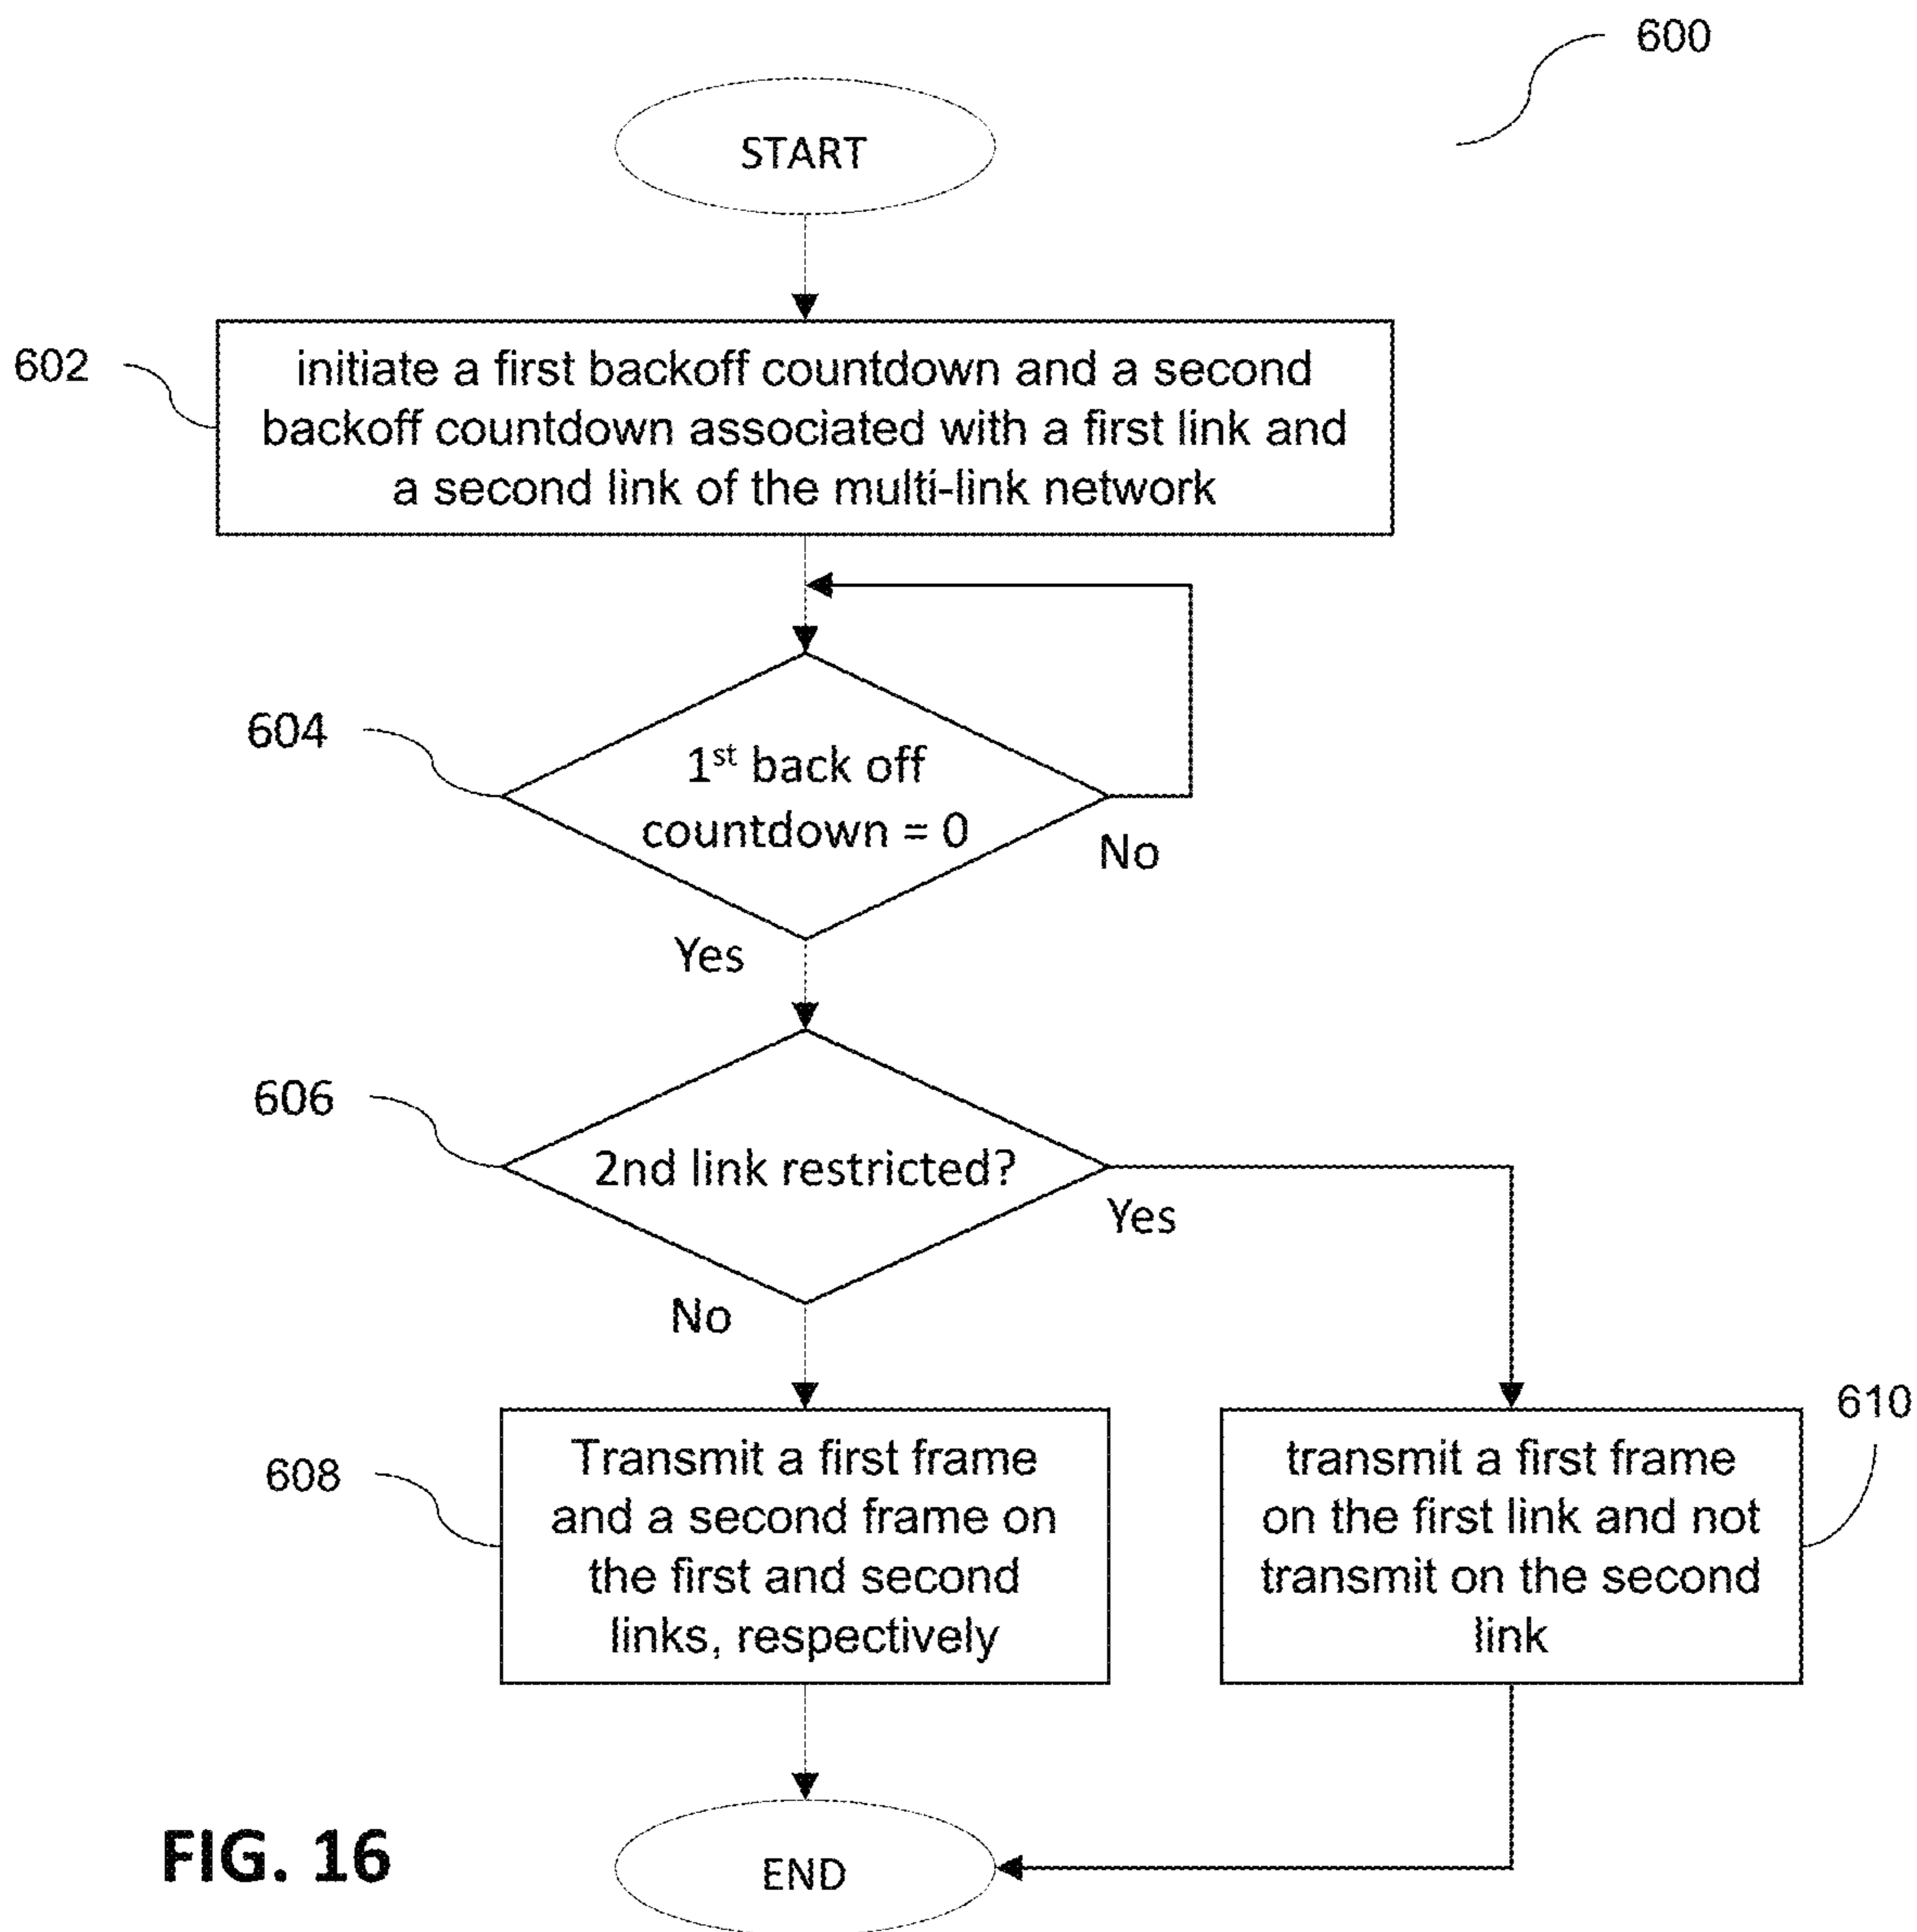 600
START
602
initiate a first backoff countdown and a second
backoff countdown associated with a first link and
a second link of the multi-link network
604
1st back off
countdown = 0
No
Yes
606
2nd link restricted?
Yes
No
608
Transmit a first frame
and a second frame on
the first and second
links, respectively
610
transmit a first frame
on the first link and not
transmit on the second
link
END
FIG. 16